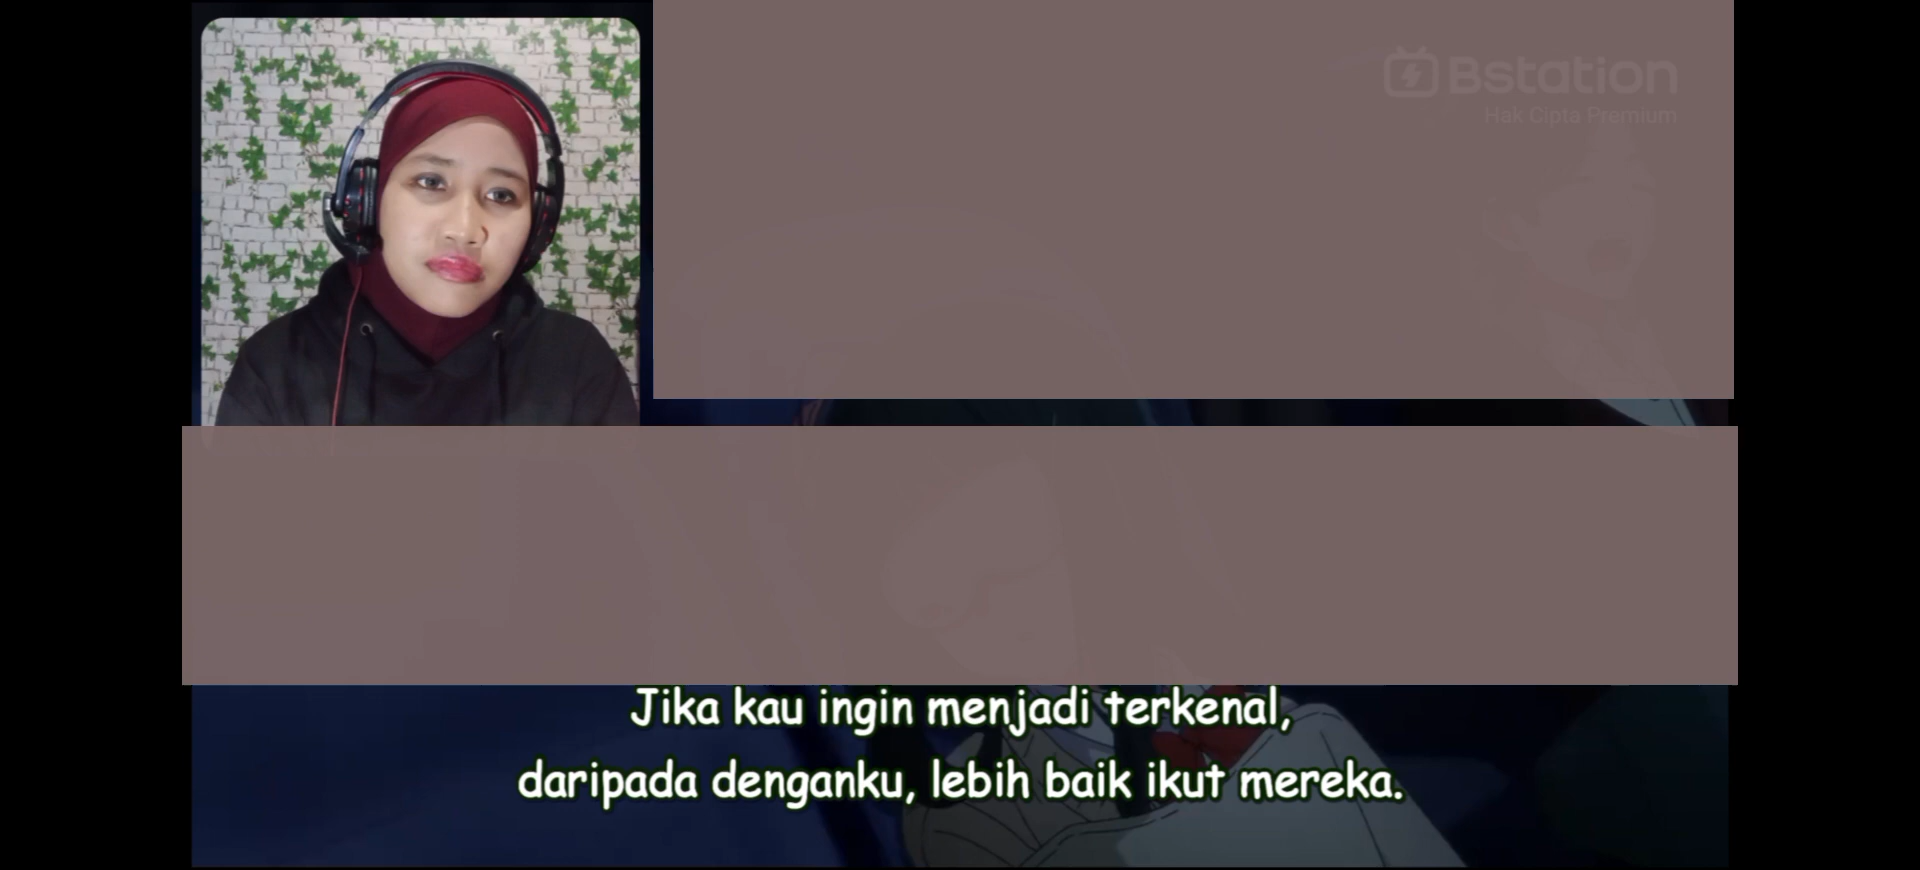 Bstation
Hak Cipta Premium
Jika kau ingin menjadi terkenal,
daripada denganku, lebih baik ikut mereka.